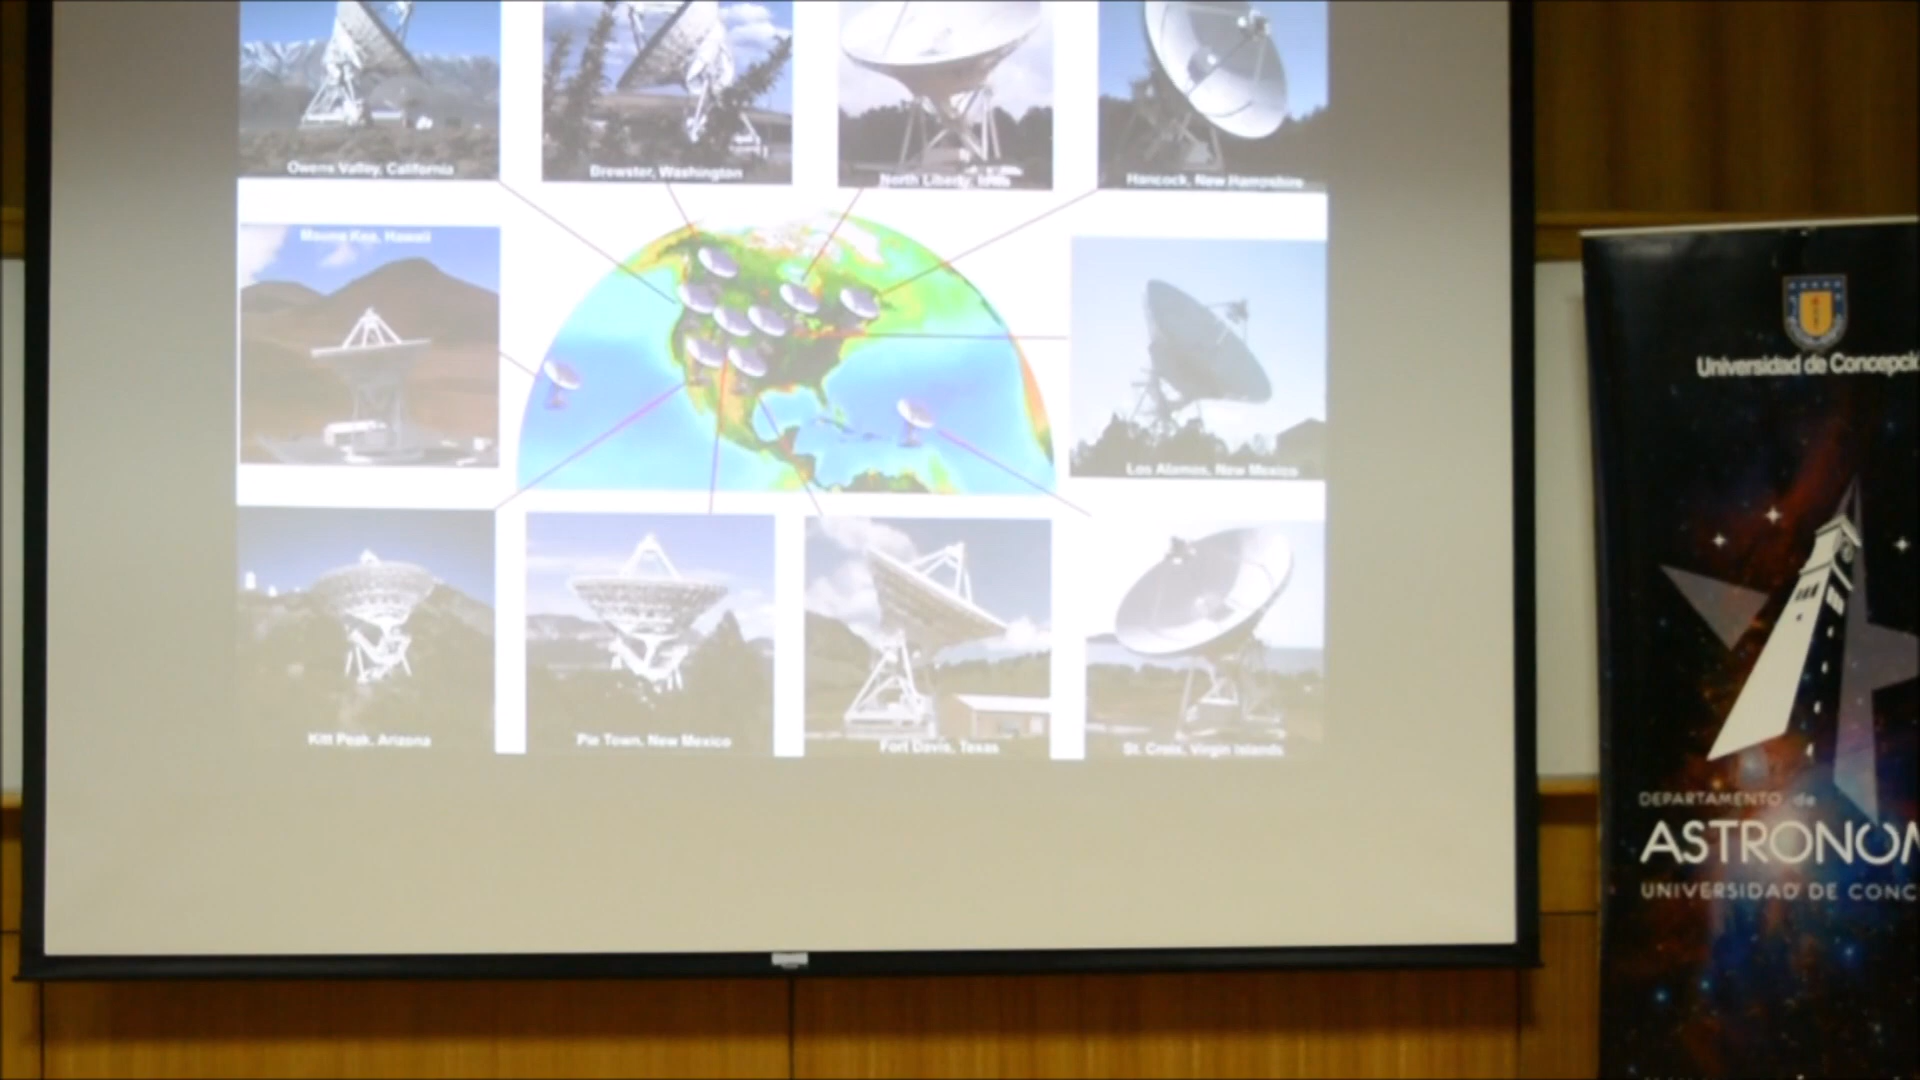 Owens Valley, California
Brewster, Washington
North Liberty, Iowa
Hancock, New Hampshire
Mauna Kea, Hawaii
Los Alamos, New Mexico
Kitt Peak, Arizona
Pie Town, New Mexico
Fort Davis, Texas
St. Croix, Virgin Islands
Universidad de Concepci
DEPARTAMENTO de
ASTRONOM
UNIVERSIDAD DE CONC